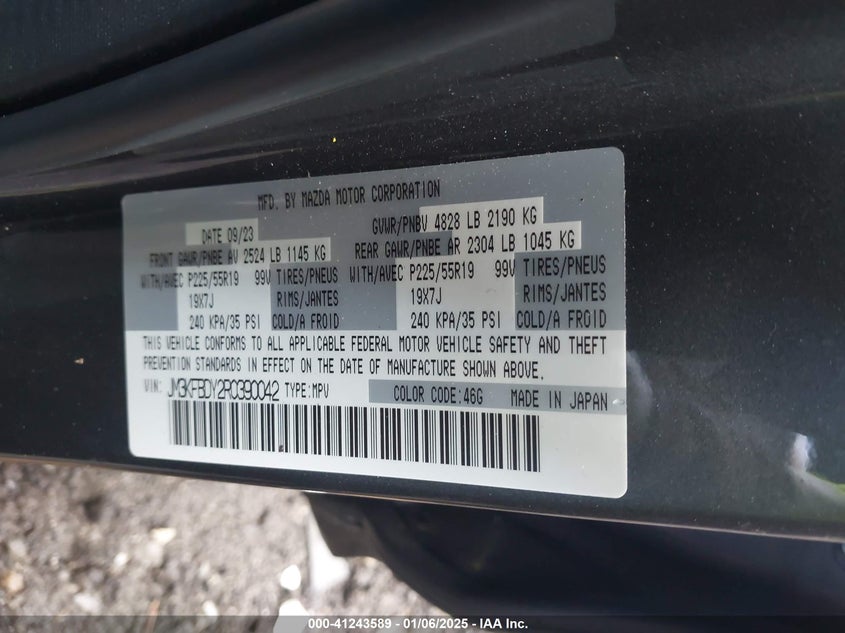 MFD. BY MAZDA MOTOR CORPORATION
DATE 09/23 GVWR/PNBV 4828 LB 2190 KG
FRONT GAWR/PNBE AV 2524 LB 1145 KG REAR GAWR/PNBE AR 2304 LB 1045 KG
WITH/AVEC P225/55R19 99V TIRES/PNEUS WITH/AVEC P225/55R19 99V TIRES/PNEUS
19X7J RIMS/JANTES 19X7J RIMS/JANTES
240 KPA/35 PSI COLD/A FROID 240 KPA/35 PSI COLD/A FROID
THIS VEHICLE CONFORMS TO ALL APPLICABLE FEDERAL MOTOR VEHICLE SAFETY AND THEFT
PREVENTION STANDARDS IN EFFECT ON THE DATE OF MANUFACTURE SHOWN ABOVE.
VIN: JM3KFBDY2R0390042 TYPE:MPV COLOR CODE:46G MADE IN JAPAN
000-41243589 - 01/06/2025 - IAA Inc.